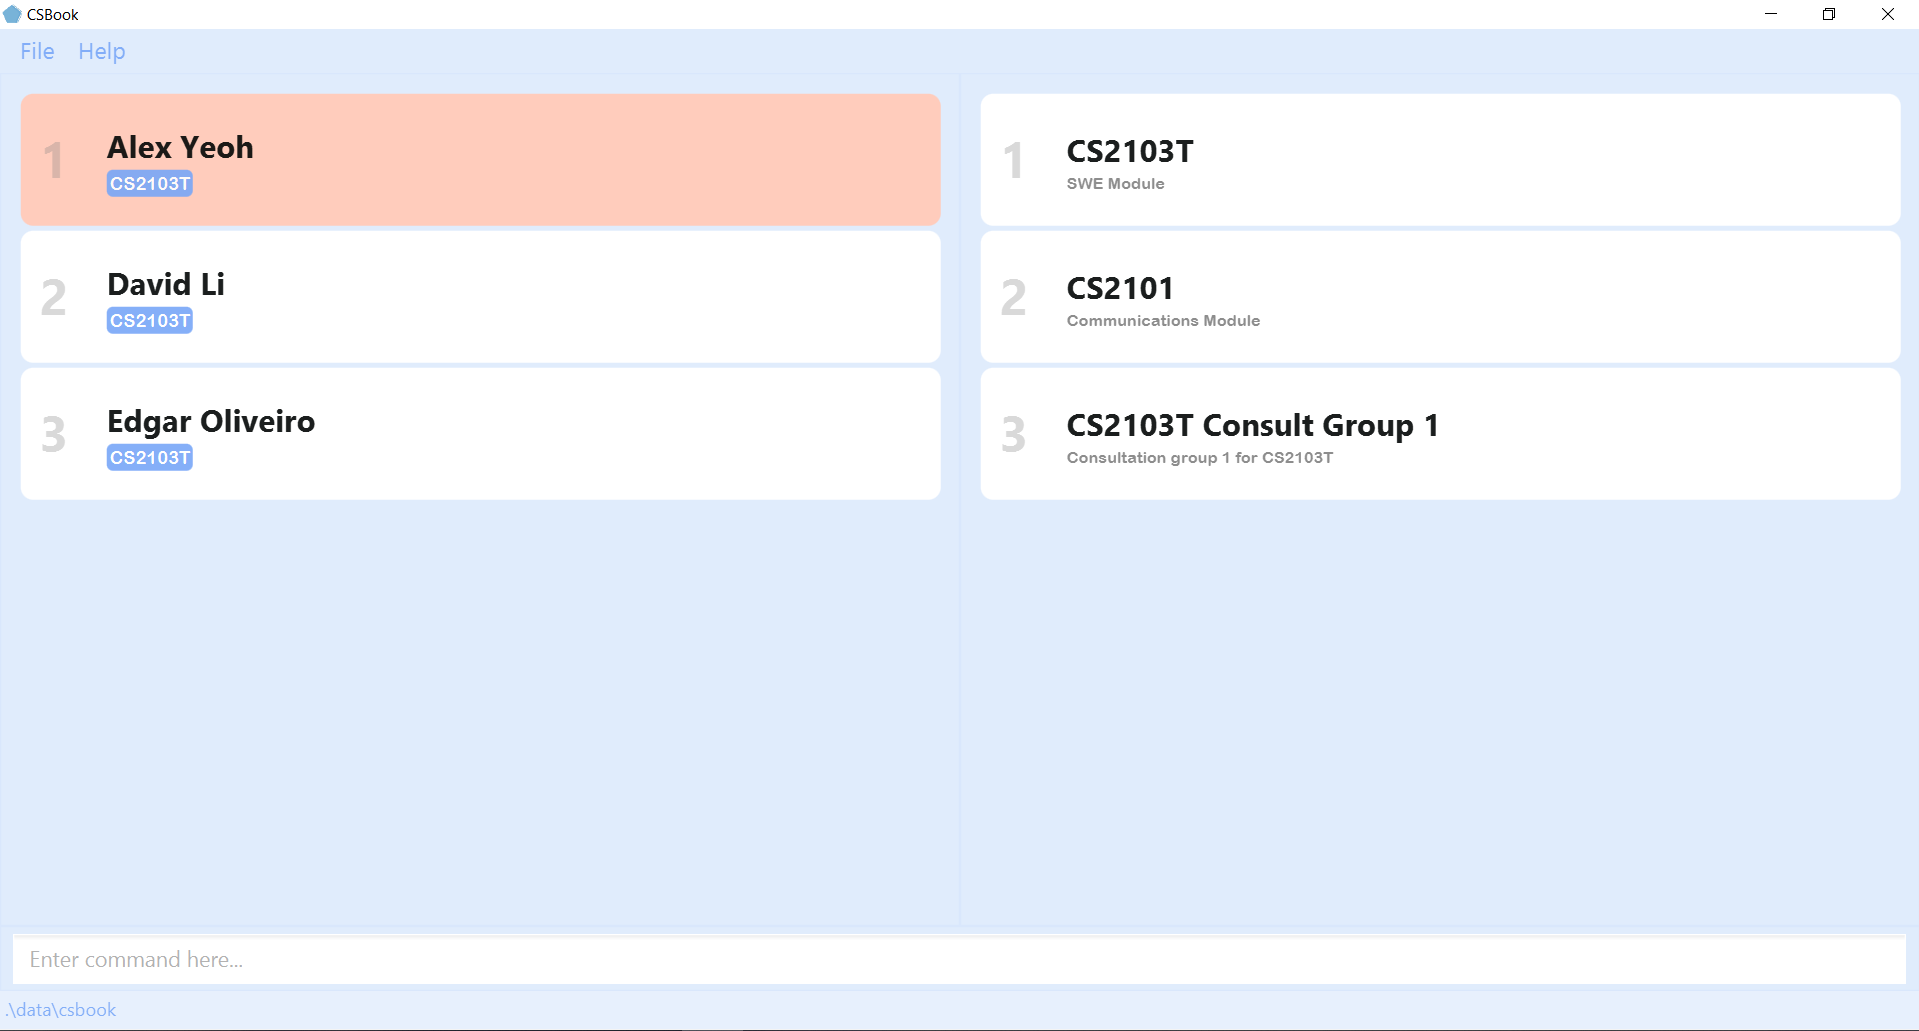 CSBook
File Help
1
Alex Yeoh
CS2103T
2
David Li
CS2103T
3
Edgar Oliveiro
CS2103T
1
CS2103T
SWE Module
2
CS2101
Communications Module
3
CS2103T Consult Group 1
Consultation group 1 for CS2103T
Enter command here...
.\data\csbook